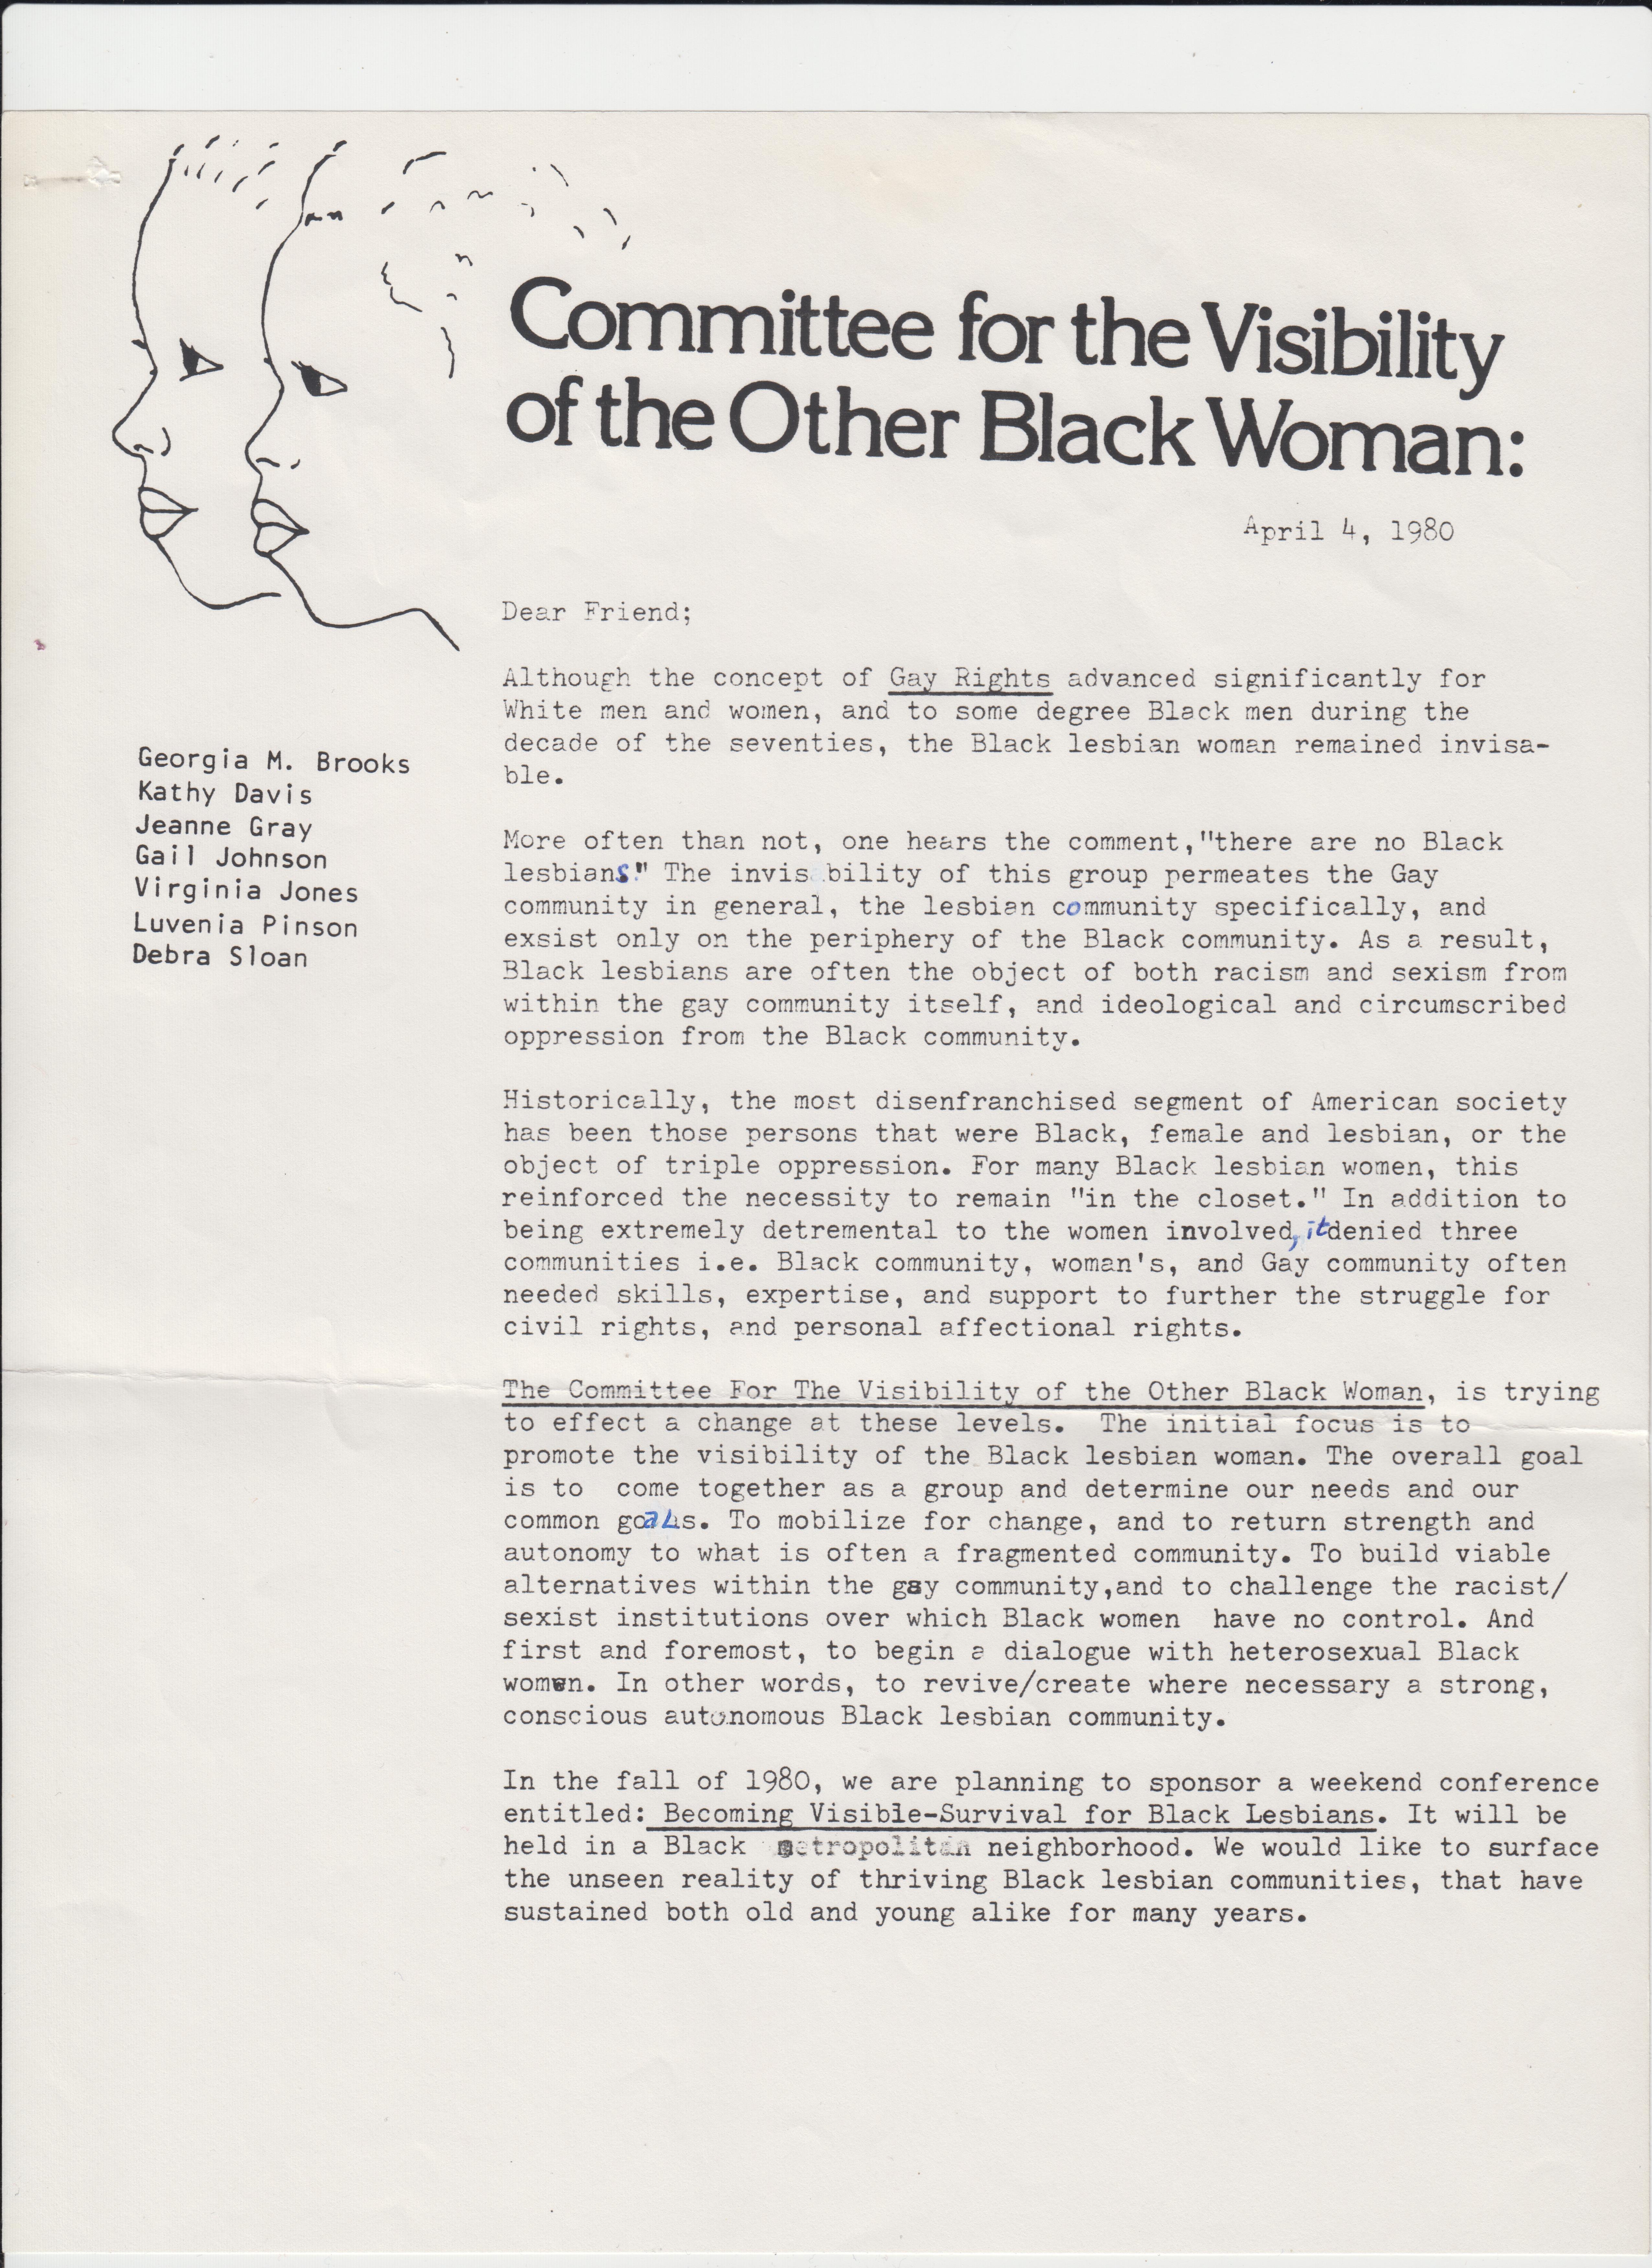 Committee for the Visibility
of the Other Black Woman:
April 4, 1980
Georgia M. Brooks
Kathy Davis
Jeanne Gray
Gail Johnson
Virginia Jones
Luvenia Pinson
Debra Sloan
Dear Friend;
Although the concept of Gay Rights advanced significantly for
White men and women, and to some degree Black men during the
decade of the seventies, the Black lesbian woman remained invisa-
ble.
More often than not, one hears the comment,"there are no Black
lesbians." The invisability of this group permeates the Gay
community in general, the lesbian community specifically, and
exsist only on the periphery of the Black community. As a result,
Black lesbians are often the object of both racism and sexism from
within the gay community itself, and ideological and circumscribed
oppression from the Black community.
Historically, the most disenfranchised segment of American society
has been those persons that were Black, female and lesbian, or the
object of triple oppression. For many Black lesbian women, this
reinforced the necessity to remain "in the closet." In addition to
being extremely detremental to the women involved, it denied three
communities i.e. Black community, woman's, and Gay community often
needed skills, expertise, and support to further the struggle for
civil rights, and personal affectional rights.
The Committee For The Visibility of the Other Black Woman, is trying
to effect a change at these levels. The initial focus is to
promote the visibility of the Black lesbian woman. The overall goal
is to come together as a group and determine our needs and our
common goals. To mobilize for change, and to return strength and
autonomy to what is often a fragmented community. To build viable
alternatives within the gay community,and to challenge the racist/
sexist institutions over which Black women have no control. And
first and foremost, to begin a dialogue with heterosexual Black
women. In other words, to revive/create where necessary a strong,
conscious autonomous Black lesbian community.
In the fall of 1980, we are planning to sponsor a weekend conference
entitled: Becoming Visible-Survival for Black Lesbians. It will be
held in a Black metropolitan neighborhood. We would like to surface
the unseen reality of thriving Black lesbian communities, that have
sustained both old and young alike for many years.